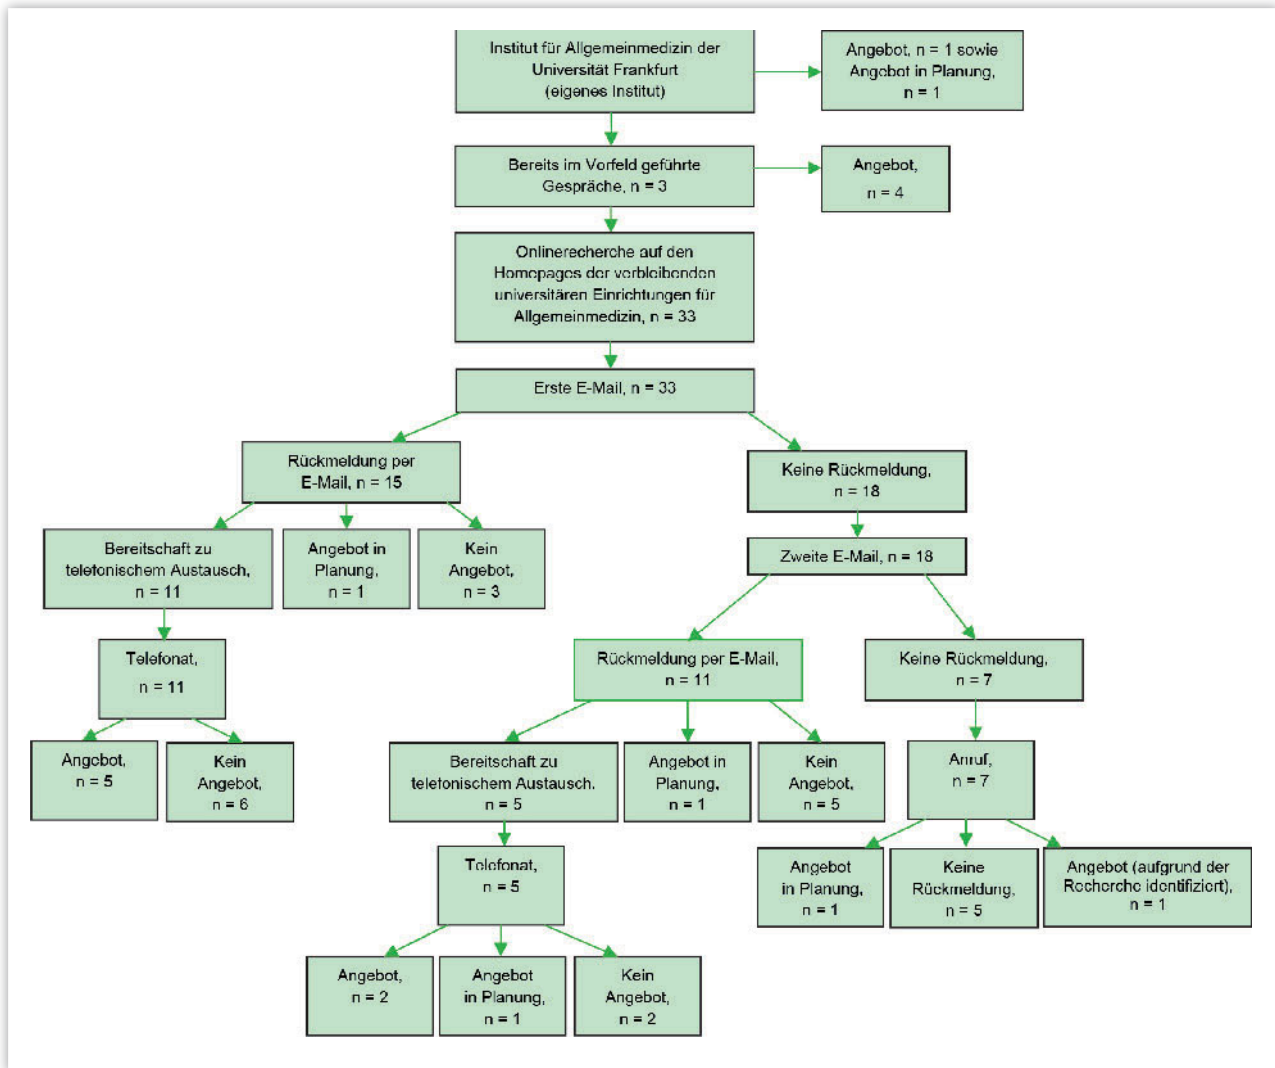 Institut für Allgemeinmedizin der
Universität Frankfurt
(eigenes Institut)
Angebot, n = 1 sowie
Angebot in Planung,
n = 1
Bereits im Vorfeld geführte
Gespräche, n = 3
Angebot,
n = 4
Onlinerecherche auf den
Homepages der verbleibenden
universitären Einrichtungen für
Allgemeinmedizin, n = 33
Erste E-Mail, n = 33
Rückmeldung per
E-Mail, n = 15
Keine Rückmeldung,
n = 18
Bereitschaft zu
telefonischem Austausch,
n = 11
Angebot in
Planung,
n = 1
Kein
Angebot,
n = 3
Zweite E-Mail, n = 18
Telefonat,
n = 11
Rückmeldung per E-Mail,
n = 11
Keine Rückmeldung,
n = 7
Angebot,
n = 5
Kein
Angebot,
n = 6
Bereitschaft zu
telefonischem Austausch.
n = 5
Angebot in
Planung,
n = 1
Kein
Angebot,
n = 5
Anruf,
n = 7
Telefonat,
n = 5
Angebot
in Planung,
n = 1
Keine
Rückmeldung,
n = 5
Angebot (aufgrund der
Recherche identifiziert),
n = 1
Angebot,
n = 2
Angebot
in Planung,
n = 1
Kein
Angebot,
n = 2